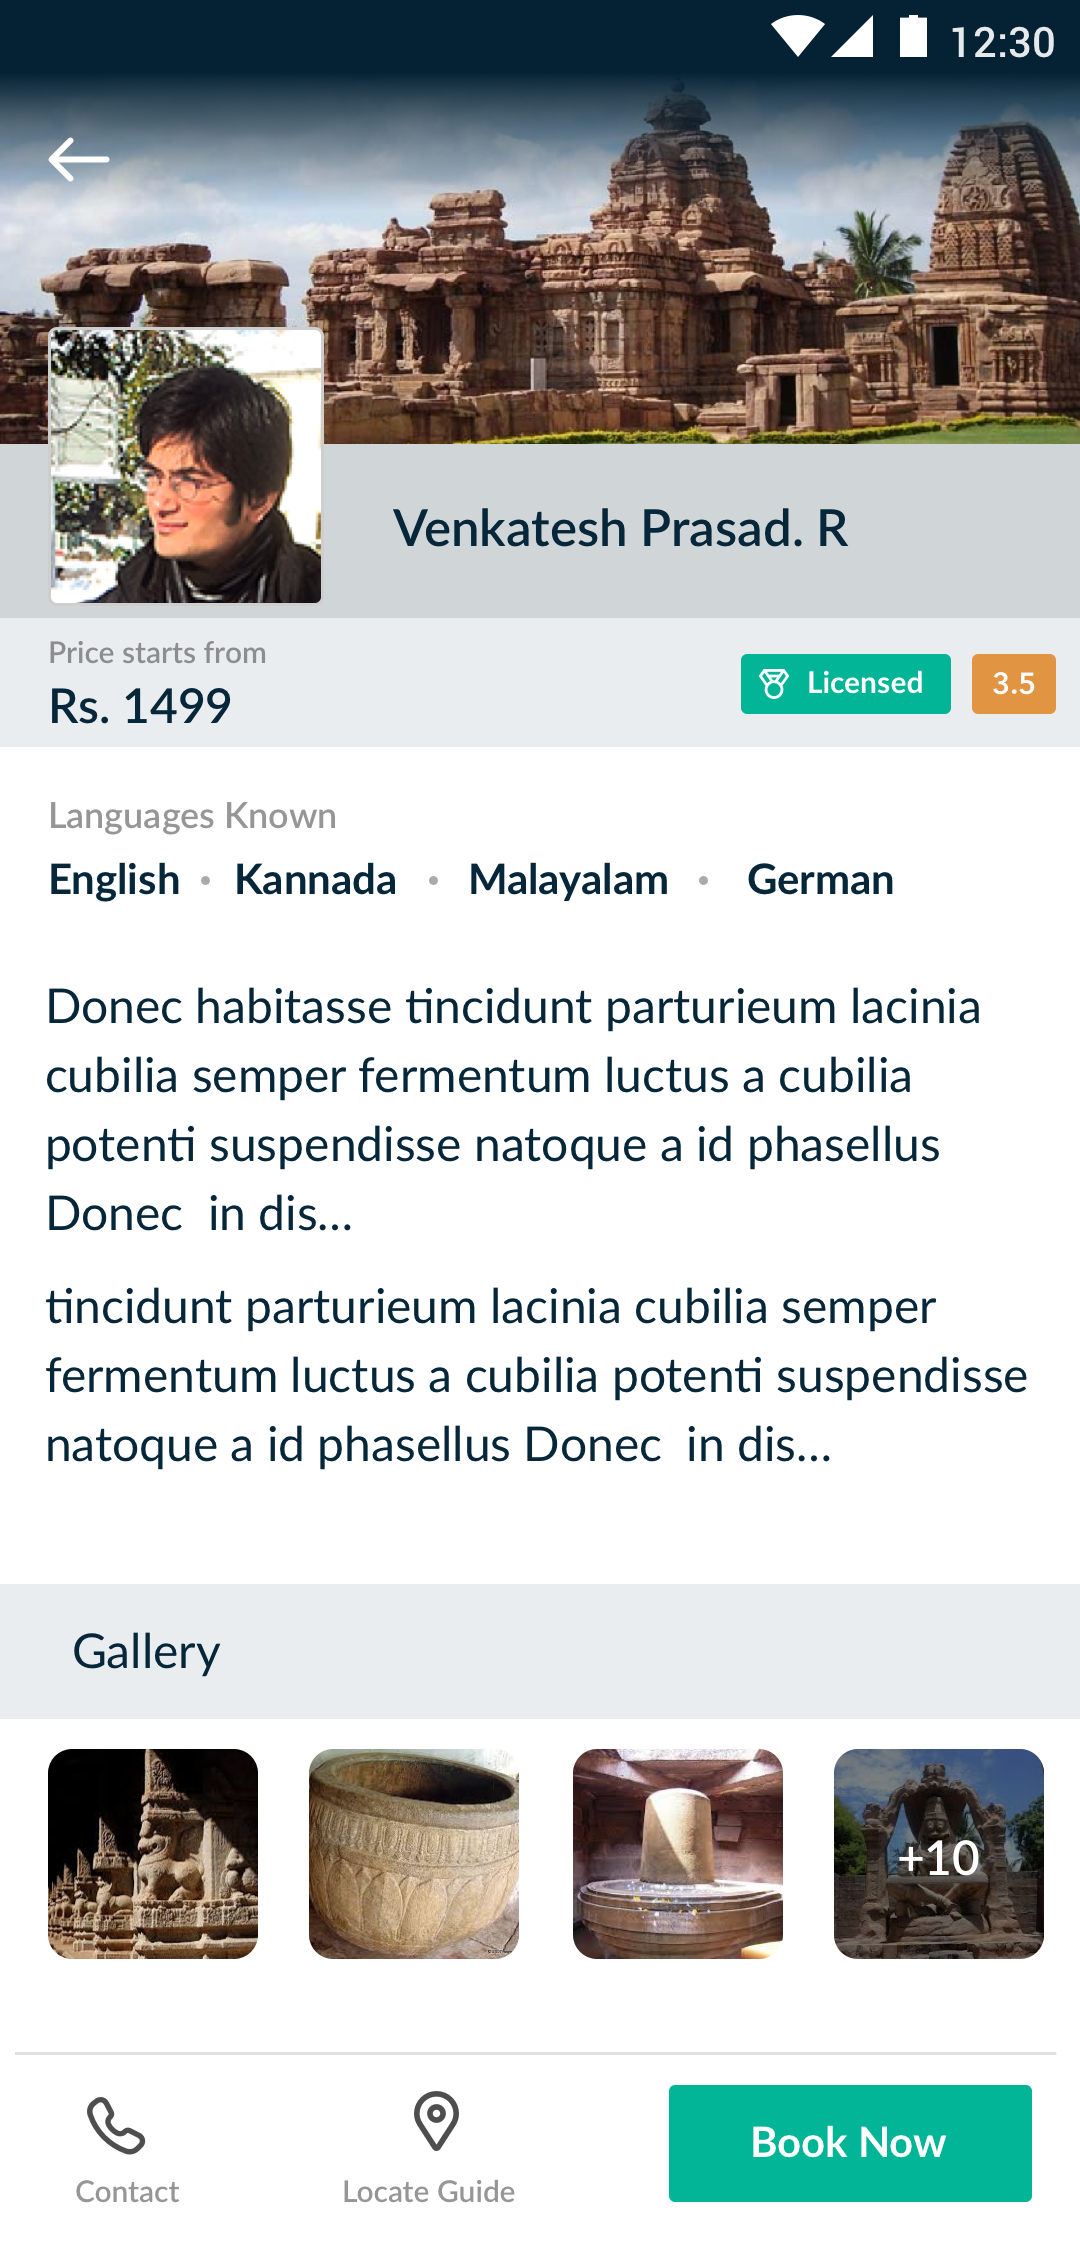 12:30
Venkatesh Prasad. R
Price starts from
Rs. 1499
Licensed
3.5
Languages Known
English • Kannada • Malayalam • German
Donec habitasse tincidunt parturieum lacinia
cubilia semper fermentum luctus a cubilia
potenti suspendisse natoque a id phasellus
Donec  in dis...
tincidunt parturieum lacinia cubilia semper
fermentum luctus a cubilia potenti suspendisse
natoque a id phasellus Donec  in dis...
Gallery
+10
Contact
Locate Guide
Book Now